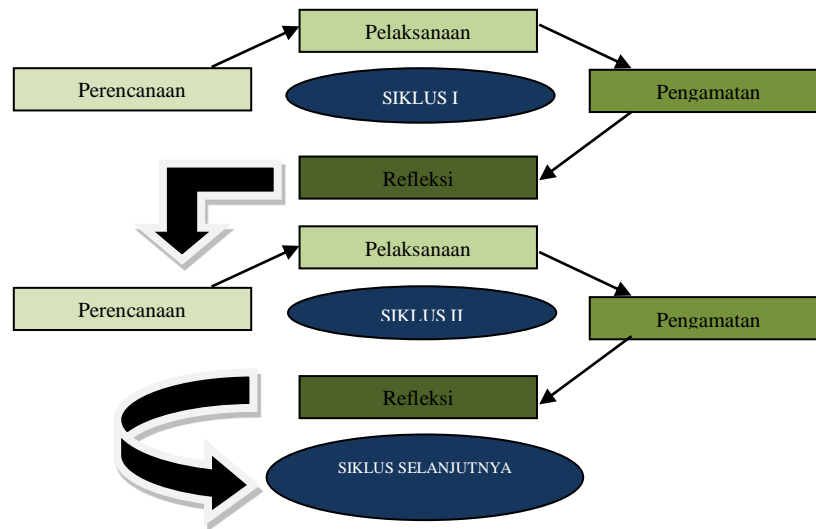 Pelaksanaan
Perencanaan
SIKLUS I
Pengamatan
Refleksi
Pelaksanaan
Perencanaan
SIKLUS II
Pengamatan
Refleksi
SIKLUS SELANJUTNYA